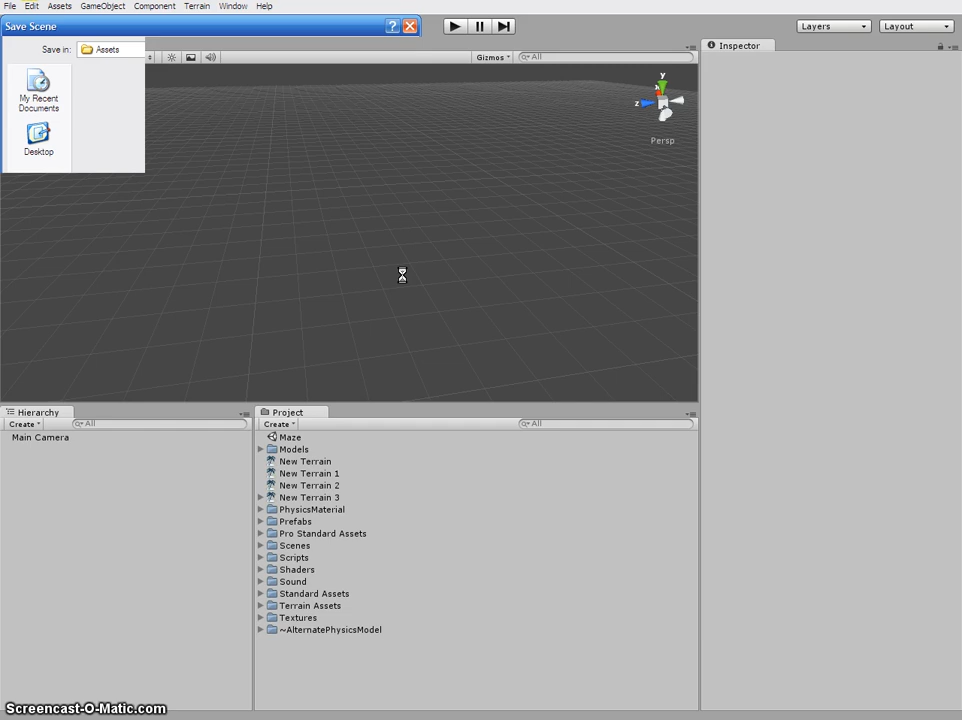 File Edit Assets GameObject Component Terrain Window Help
Save Scene
Layers Layout
Save in: Assets
Inspector
Gizmos All
My Recent
Documents
Desktop
y
x
z
Persp
Hierarchy
Create All
Main Camera
Project
Create All
Maze
Models
New Terrain
New Terrain 1
New Terrain 2
New Terrain 3
PhysicsMaterial
Prefabs
Pro Standard Assets
Scenes
Scripts
Shaders
Sound
Standard Assets
Terrain Assets
Textures
~AlternatePhysicsModel
Screencast-O-Matic.com